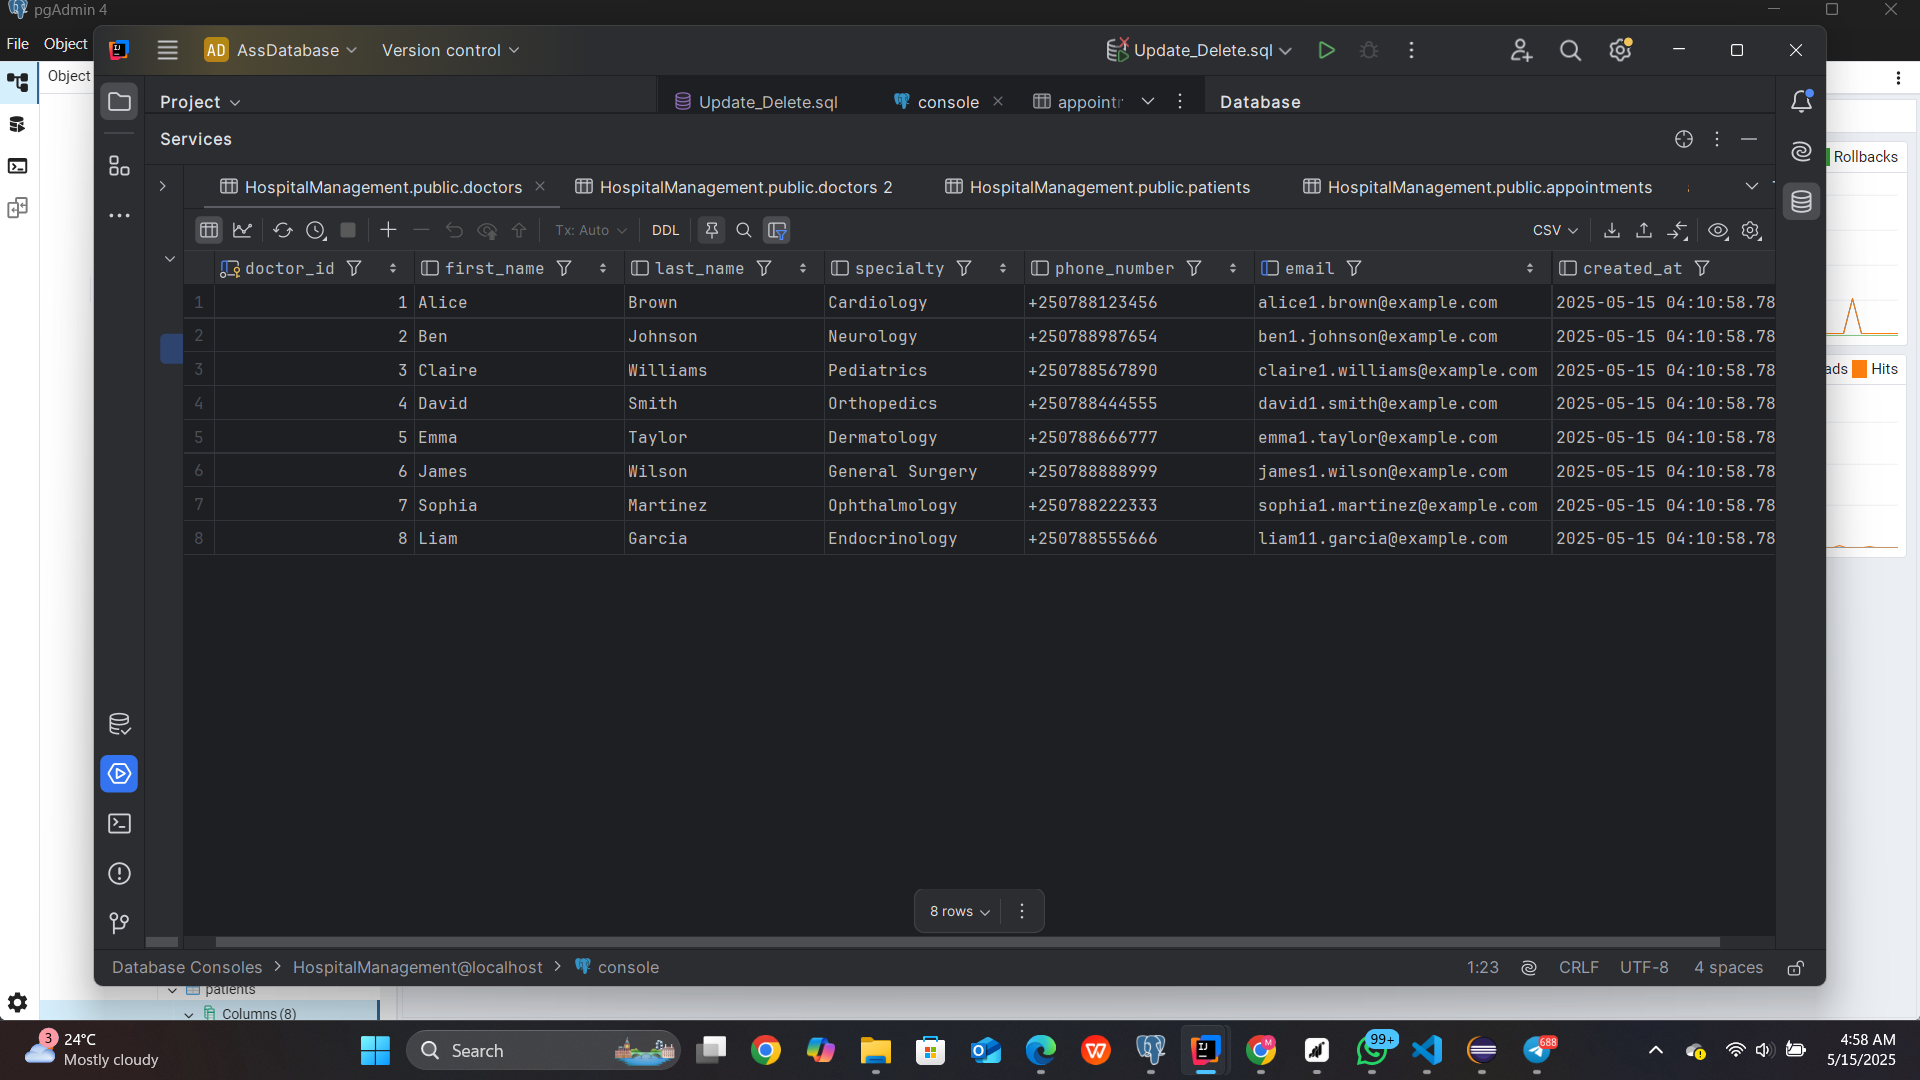 pgAdmin 4
File Object
AD AssDatabase Version control Update_Delete.sql
Object
Project Update_Delete.sql console Database
Services
HospitalManagement.public.doctors HospitalManagement.public.doctors 2 HospitalManagement.public.patients HospitalManagement.public.appointments
Rollbacks
Tx: Auto DDL CSV
doctor_id first_name last_name specialty phone_number email created_at
1 1 Alice Brown Cardiology +250788123456 alice1.brown@example.com 2025-05-15 04:10:58.78
2 2 Ben Johnson Neurology +250788987654 ben1.johnson@example.com 2025-05-15 04:10:58.78
3 3 Claire Williams Pediatrics +250788567890 claire1.williams@example.com 2025-05-15 04:10:58.78
Hits
4 4 David Smith Orthopedics +250788444555 david1.smith@example.com 2025-05-15 04:10:58.78
5 5 Emma Taylor Dermatology +250788666777 emma1.taylor@example.com 2025-05-15 04:10:58.78
6 6 James Wilson General Surgery +250788888999 james1.wilson@example.com 2025-05-15 04:10:58.78
7 7 Sophia Martinez Ophthalmology +250788222333 sophia1.martinez@example.com 2025-05-15 04:10:58.78
8 8 Liam Garcia Endocrinology +250788555666 liam11.garcia@example.com 2025-05-15 04:10:58.78
8 rows
Database Consoles > HospitalManagement@localhost > console 1:23 CRLF UTF-8 4 spaces
patients
Columns (8)
3 24°C
Mostly cloudy
Search
99+
688
4:58 AM
5/15/2025